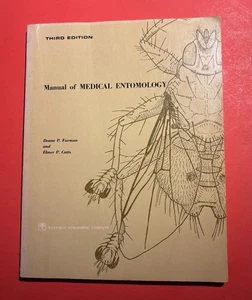 THIRD EDITION
Manual of MEDICAL ENTOMOLOGY
Deane P. Furman
and
Elmer P. Catts